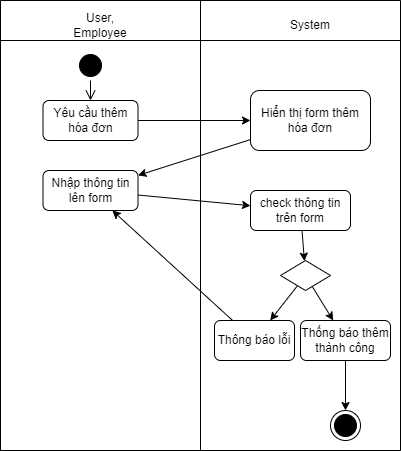 User,
Employee
System
Yêu cầu thêm
hóa đơn
Hiển thị form thêm
hóa đơn
Nhập thông tin
lên form
check thông tin
trên form
Thông báo lỗi
Thống báo thêm
thành công